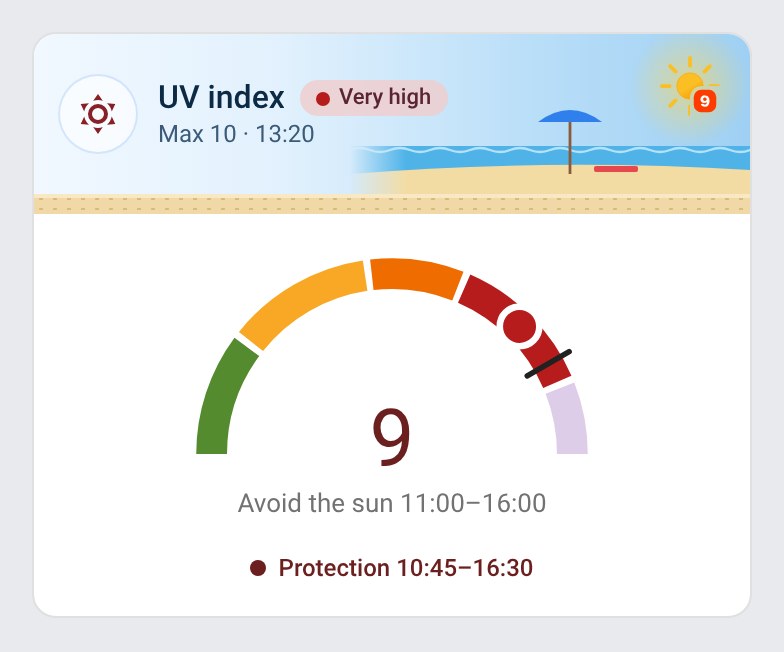 UV index
Very high
Max 10 · 13:20
9
9
Avoid the sun 11:00–16:00
Protection 10:45–16:30